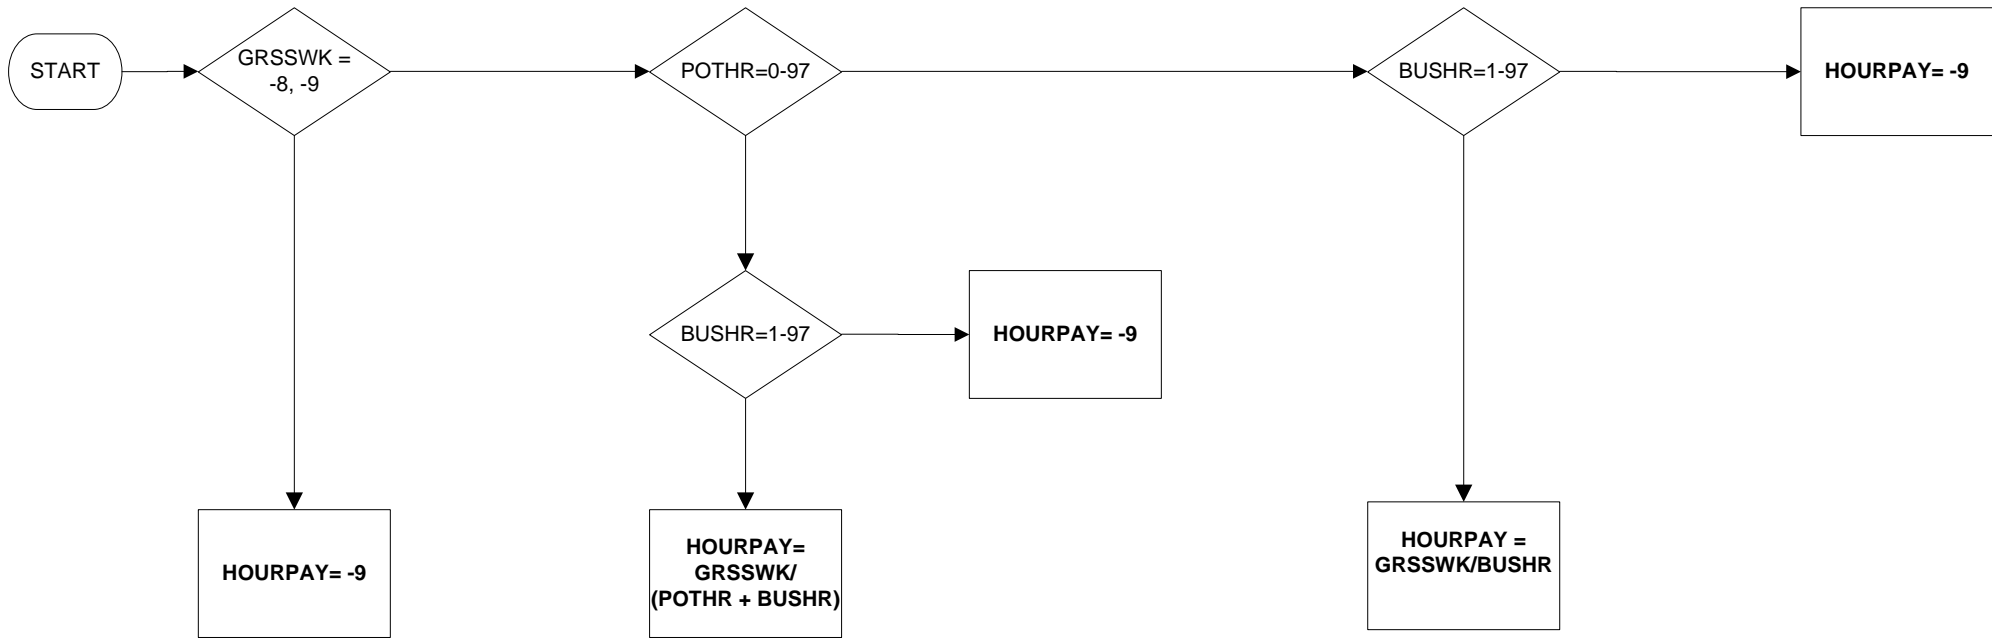 START
GRSSWK =
-8, -9
POTHR=0-97
BUSHR=1-97
HOURPAY= -9
BUSHR=1-97
HOURPAY= -9
HOURPAY= -9
HOURPAY=
GRSSWK/
(POTHR + BUSHR)
HOURPAY =
GRSSWK/BUSHR